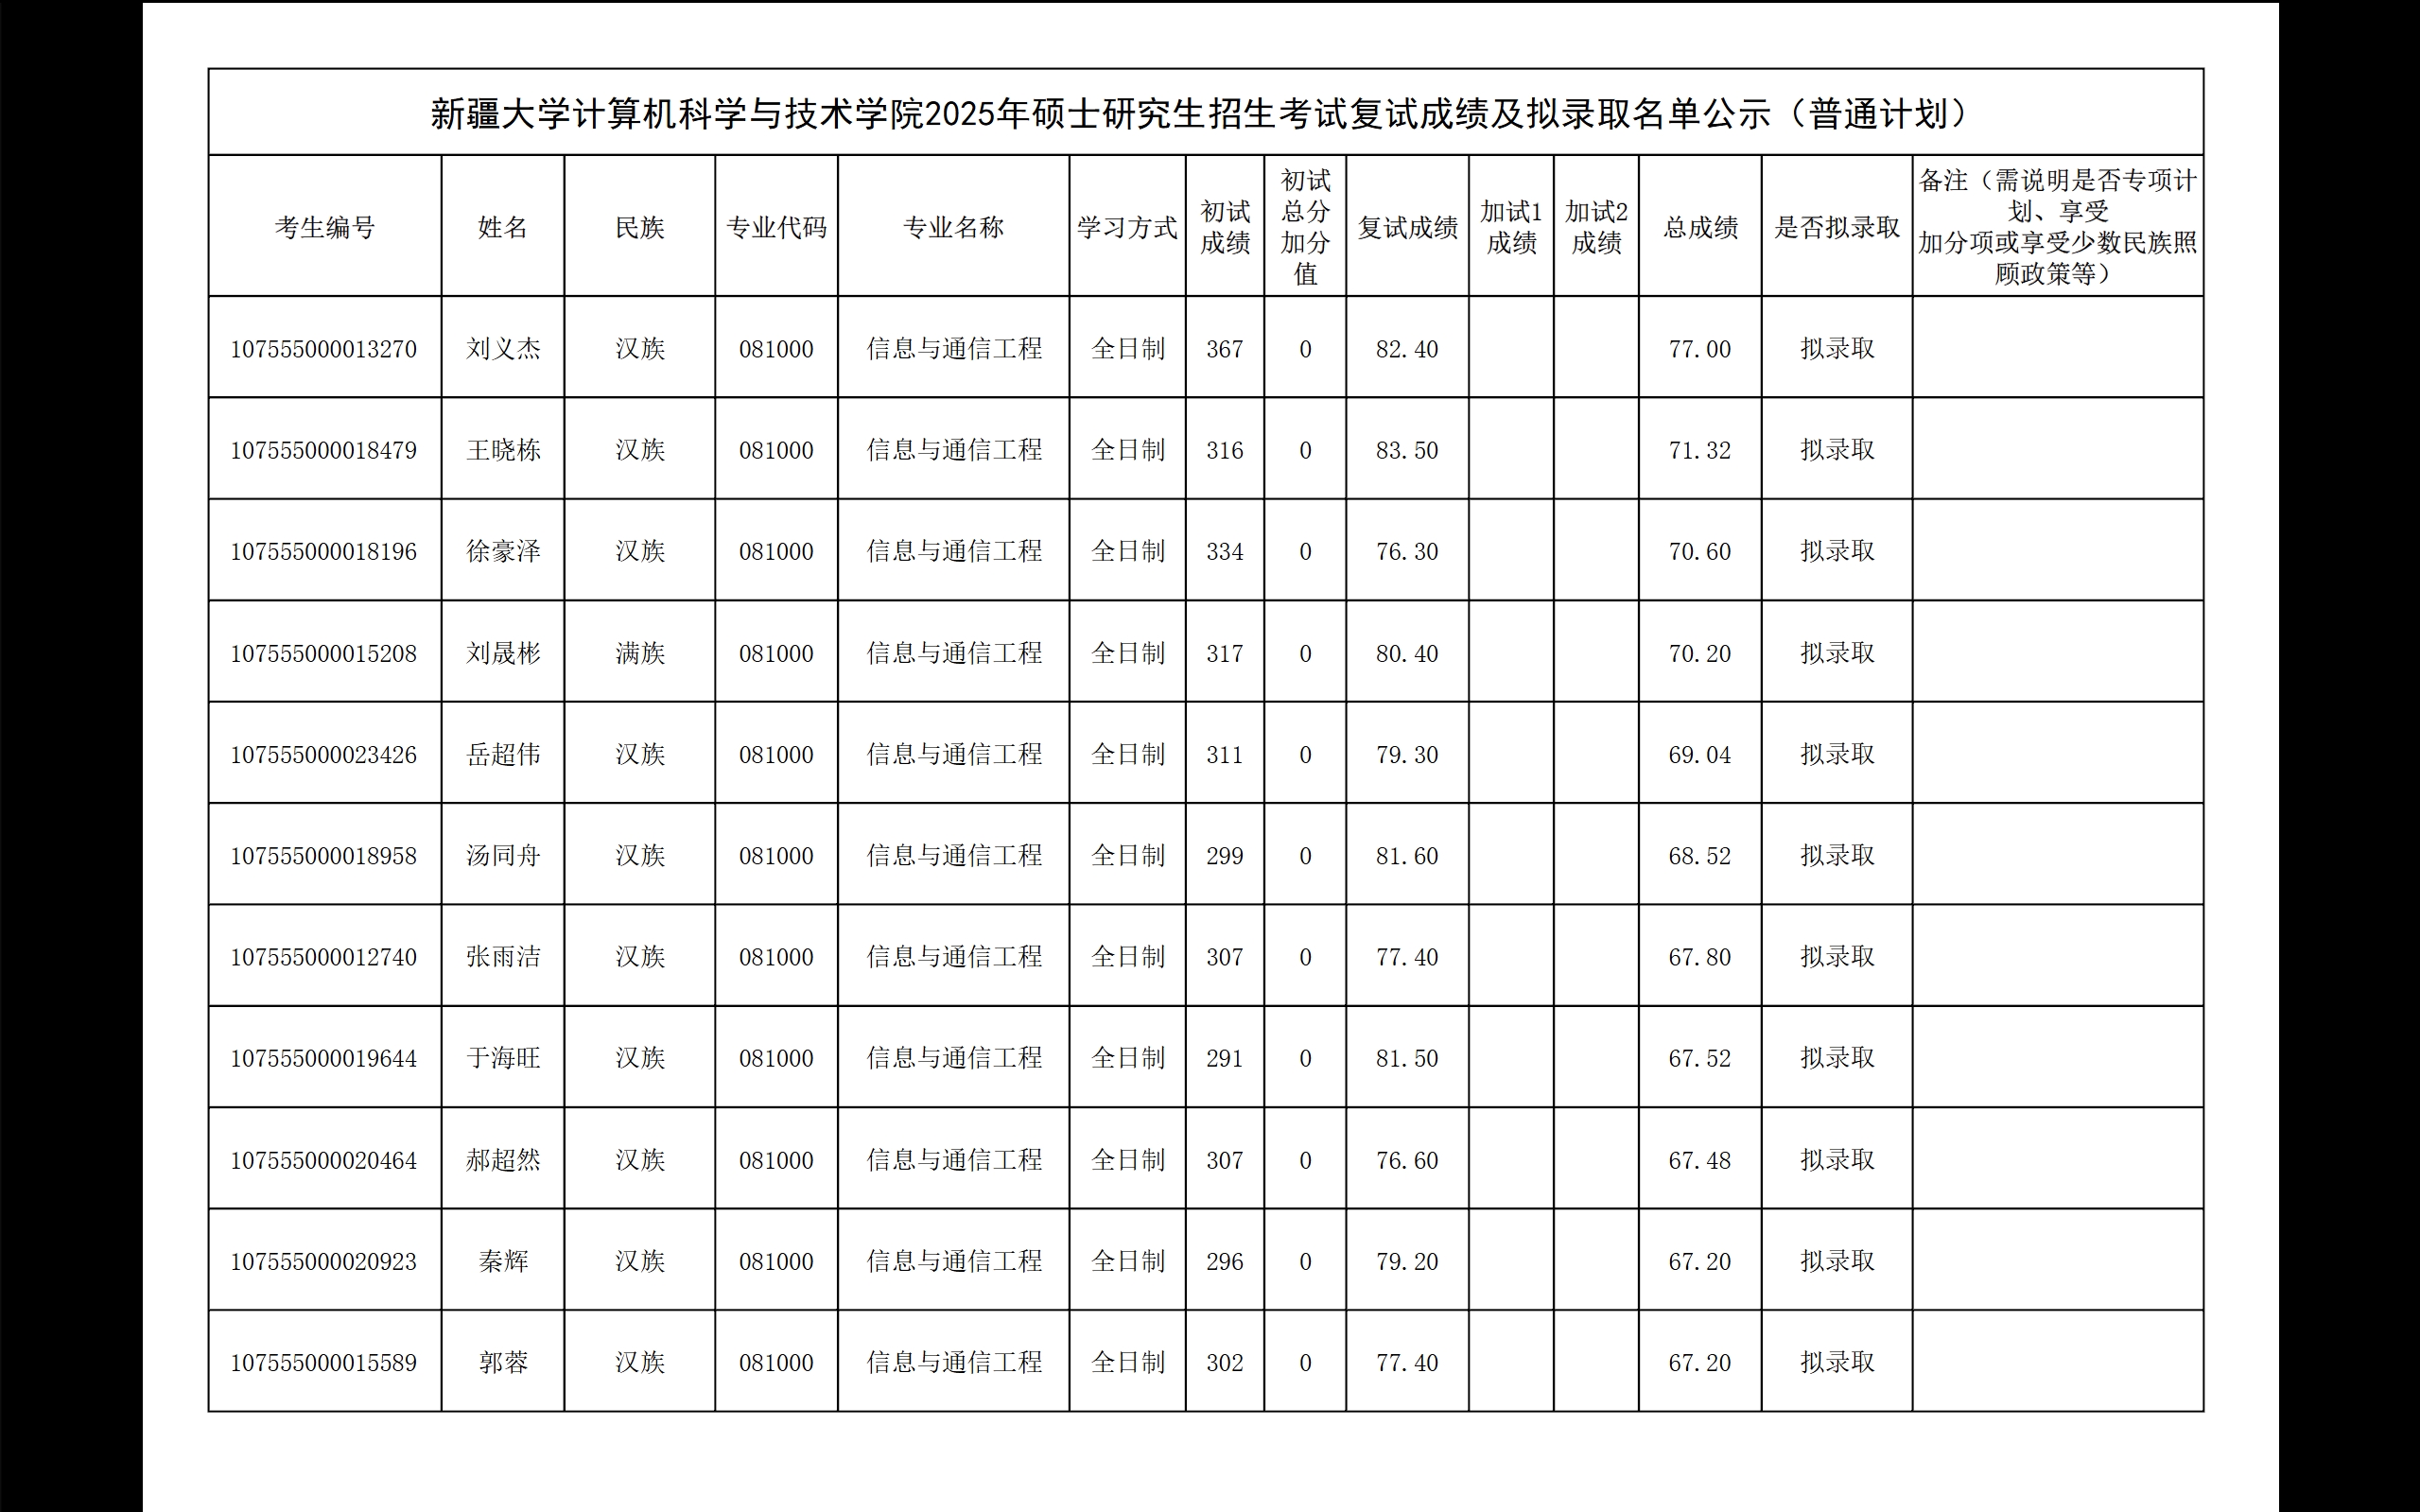 新疆大学计算机科学与技术学院2025年硕士研究生招生考试复试成绩及拟录取名单公示（普通计划）
考生编号 姓名 民族 专业代码 专业名称 学习方式 初试成绩 初试总分加分值 复试成绩 加试1成绩 加试2成绩 总成绩 是否拟录取 备注（需说明是否专项计划、享受加分项或享受少数民族照顾政策等）
107555000013270 刘义杰 汉族 081000 信息与通信工程 全日制 367 0 82.40 77.00 拟录取
107555000018479 王晓栋 汉族 081000 信息与通信工程 全日制 316 0 83.50 71.32 拟录取
107555000018196 徐豪泽 汉族 081000 信息与通信工程 全日制 334 0 76.30 70.60 拟录取
107555000015208 刘晟彬 满族 081000 信息与通信工程 全日制 317 0 80.40 70.20 拟录取
107555000023426 岳超伟 汉族 081000 信息与通信工程 全日制 311 0 79.30 69.04 拟录取
107555000018958 汤同舟 汉族 081000 信息与通信工程 全日制 299 0 81.60 68.52 拟录取
107555000012740 张雨洁 汉族 081000 信息与通信工程 全日制 307 0 77.40 67.80 拟录取
107555000019644 于海旺 汉族 081000 信息与通信工程 全日制 291 0 81.50 67.52 拟录取
107555000020464 郝超然 汉族 081000 信息与通信工程 全日制 307 0 76.60 67.48 拟录取
107555000020923 秦辉 汉族 081000 信息与通信工程 全日制 296 0 79.20 67.20 拟录取
107555000015589 郭蓉 汉族 081000 信息与通信工程 全日制 302 0 77.40 67.20 拟录取